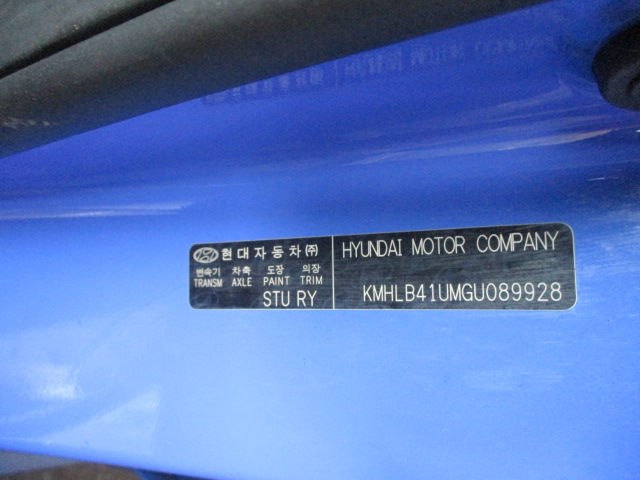 현대자동차(주)
변속기 차축 도장 의장
TRANSM AXLE PAINT TRIM
STU RY
HYUNDAI MOTOR COMPANY
KMHLB41UMGU089928